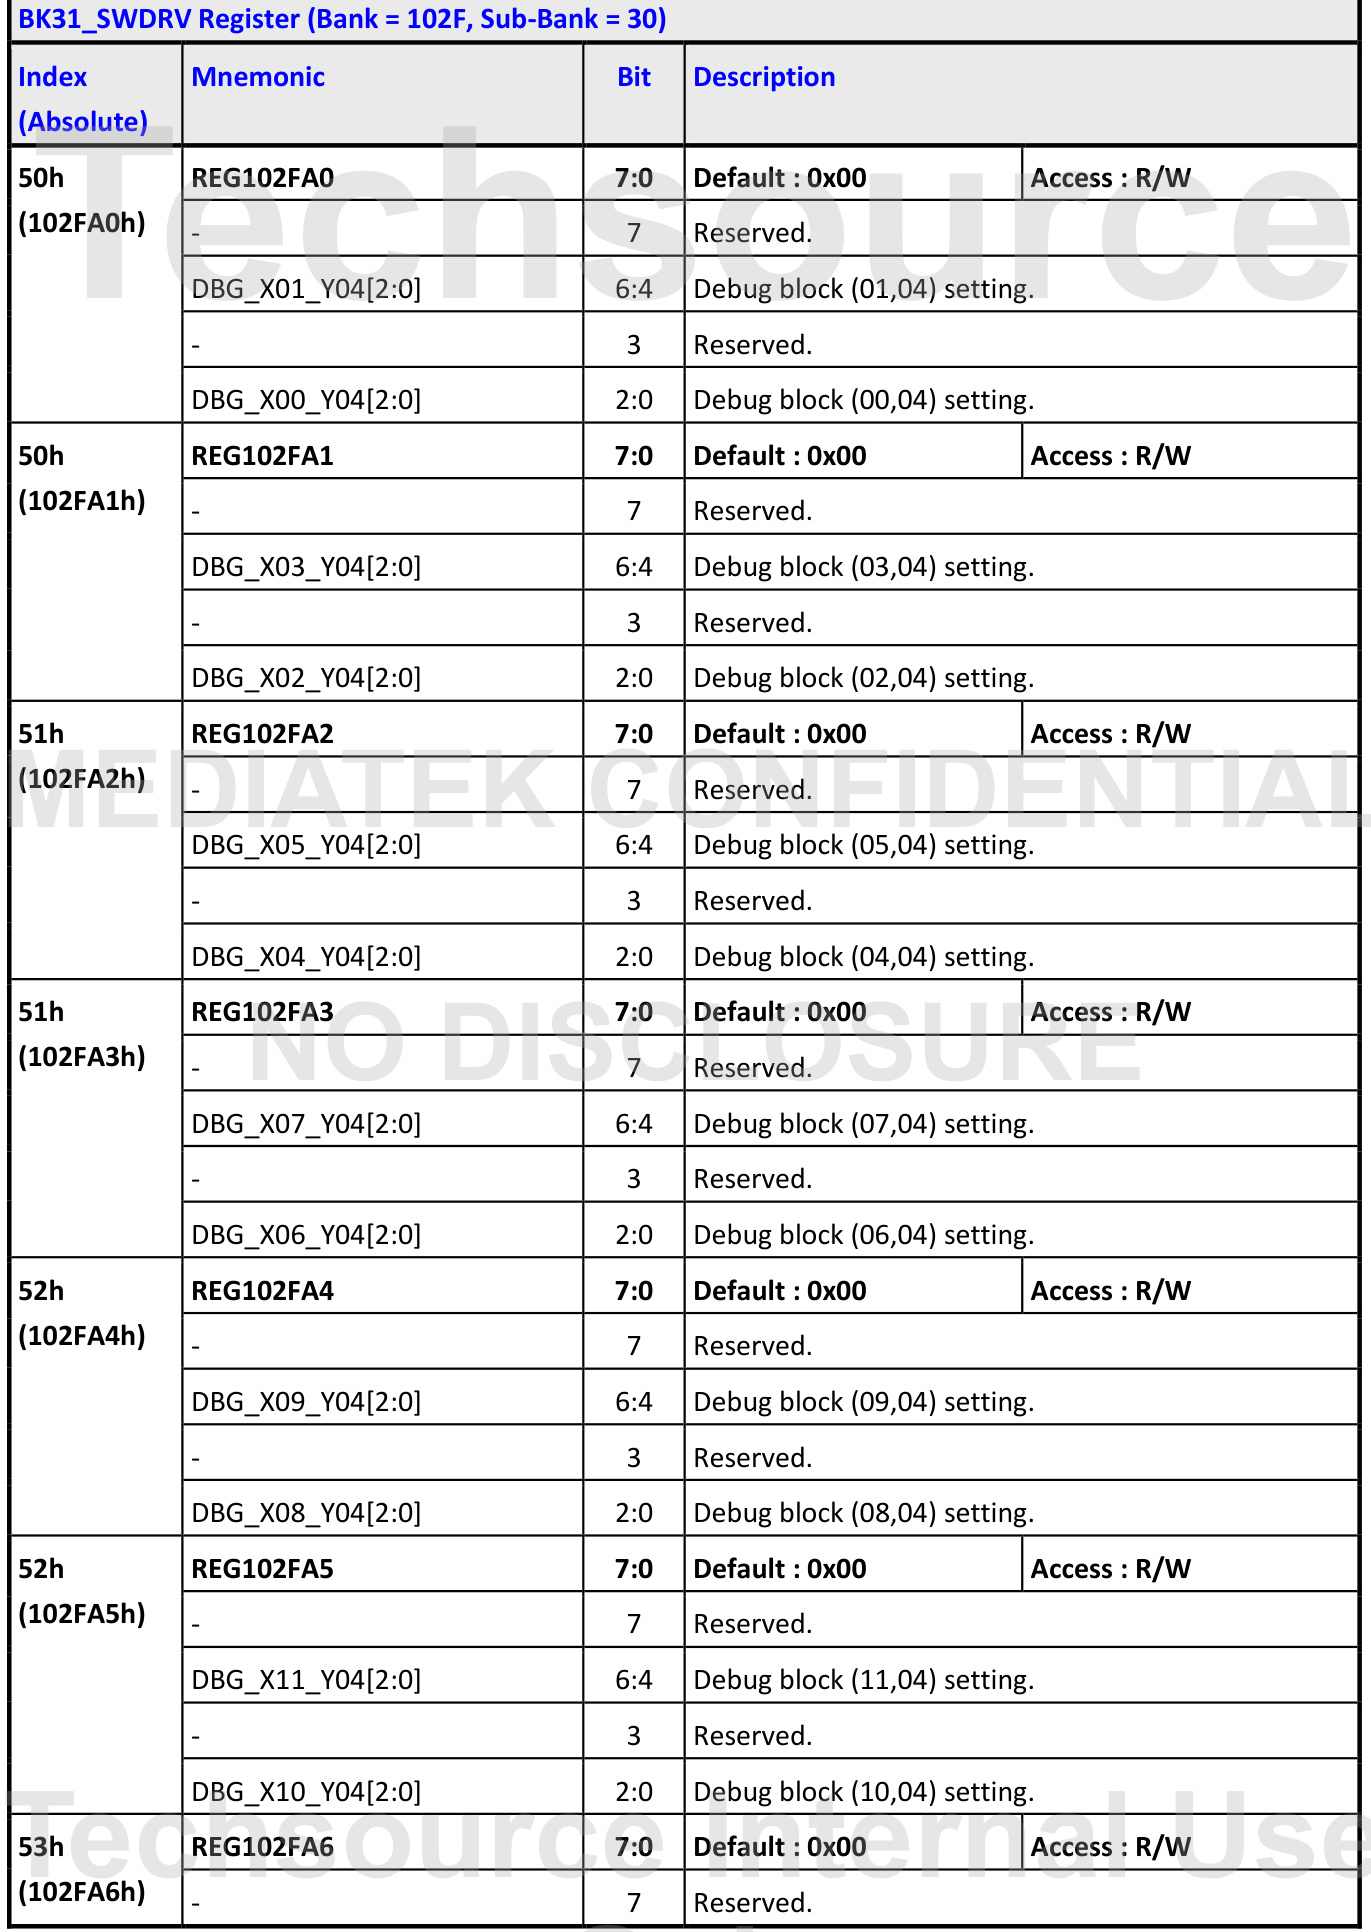 BK31_SWDRV Register (Bank = 102F, Sub-Bank = 30)
Index (Absolute) Mnemonic Bit Description
50h (102FA0h) REG102FA0 7:0 Default : 0x00 Access : R/W
- 7 Reserved.
DBG_X01_Y04[2:0] 6:4 Debug block (01,04) setting.
- 3 Reserved.
DBG_X00_Y04[2:0] 2:0 Debug block (00,04) setting.
50h (102FA1h) REG102FA1 7:0 Default : 0x00 Access : R/W
- 7 Reserved.
DBG_X03_Y04[2:0] 6:4 Debug block (03,04) setting.
- 3 Reserved.
DBG_X02_Y04[2:0] 2:0 Debug block (02,04) setting.
51h (102FA2h) REG102FA2 7:0 Default : 0x00 Access : R/W
- 7 Reserved.
DBG_X05_Y04[2:0] 6:4 Debug block (05,04) setting.
- 3 Reserved.
DBG_X04_Y04[2:0] 2:0 Debug block (04,04) setting.
51h (102FA3h) REG102FA3 7:0 Default : 0x00 Access : R/W
- 7 Reserved.
DBG_X07_Y04[2:0] 6:4 Debug block (07,04) setting.
- 3 Reserved.
DBG_X06_Y04[2:0] 2:0 Debug block (06,04) setting.
52h (102FA4h) REG102FA4 7:0 Default : 0x00 Access : R/W
- 7 Reserved.
DBG_X09_Y04[2:0] 6:4 Debug block (09,04) setting.
- 3 Reserved.
DBG_X08_Y04[2:0] 2:0 Debug block (08,04) setting.
52h (102FA5h) REG102FA5 7:0 Default : 0x00 Access : R/W
- 7 Reserved.
DBG_X11_Y04[2:0] 6:4 Debug block (11,04) setting.
- 3 Reserved.
DBG_X10_Y04[2:0] 2:0 Debug block (10,04) setting.
53h (102FA6h) REG102FA6 7:0 Default : 0x00 Access : R/W
- 7 Reserved.
Techsource
MEDIATEK CONFIDENTIAL
NO DISCLOSURE
Techsource Internal Use